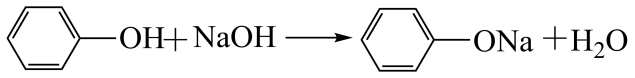 OH + NaOH ⟶ ONa + H₂O